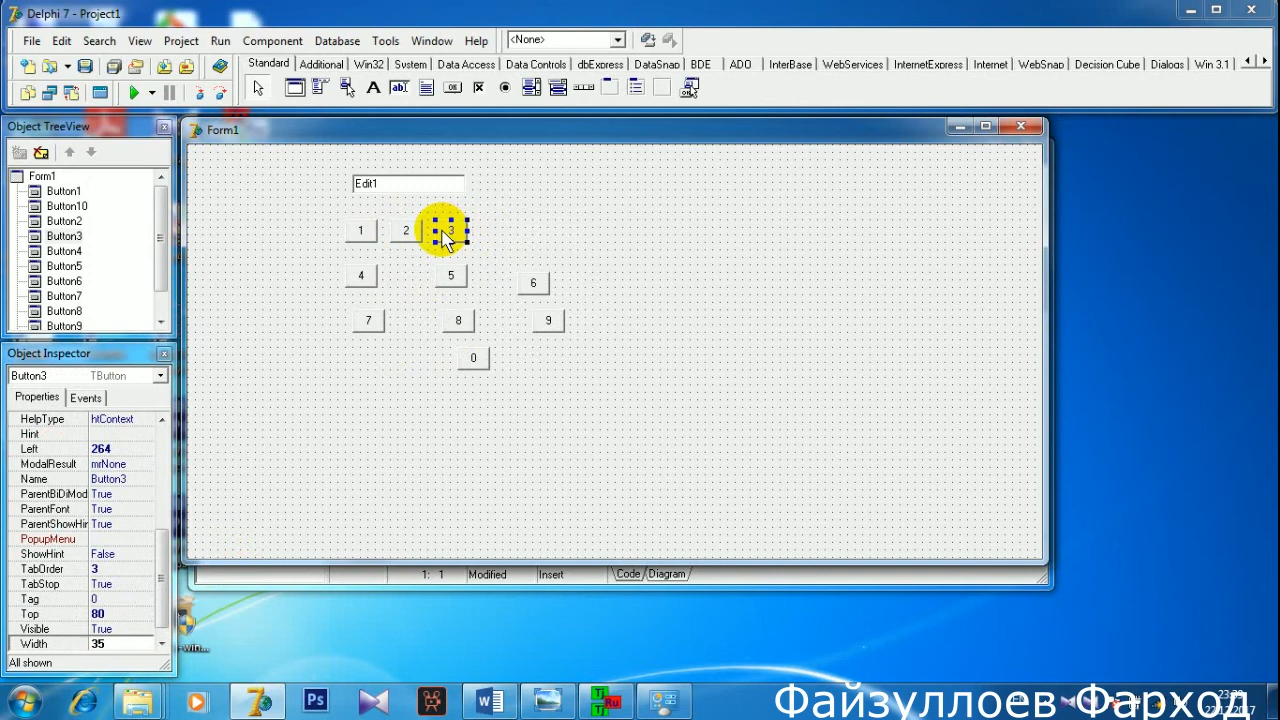 Delphi 7 - Project1
File Edit Search View Project Run Component Database Tools Window Help <None>
Standard Additional Win32 System Data Access Data Controls dbExpress DataSnap BDE ADO InterBase WebServices InternetExpress Internet WebSnap Decision Cube Dialogs Win 3.1
Object TreeView
Form1
Button1
Button10
Button2
Button3
Button4
Button5
Button6
Button7
Button8
Button9
Form1
Edit1
1 2 3
4 5 6
7 8 9
0
Object Inspector
Button3 TButton
Properties Events
HelpType htContext
Hint
Left 264
ModalResult mrNone
Name Button3
ParentBiDiMod True
ParentFont True
ParentShowHin True
PopupMenu
ShowHint False
TabOrder 3
TabStop True
Tag 0
Top 80
Visible True
Width 35
All shown
1: 1 Modified Insert Code Diagram
-win...
Ps
Файзуллоев Фарход